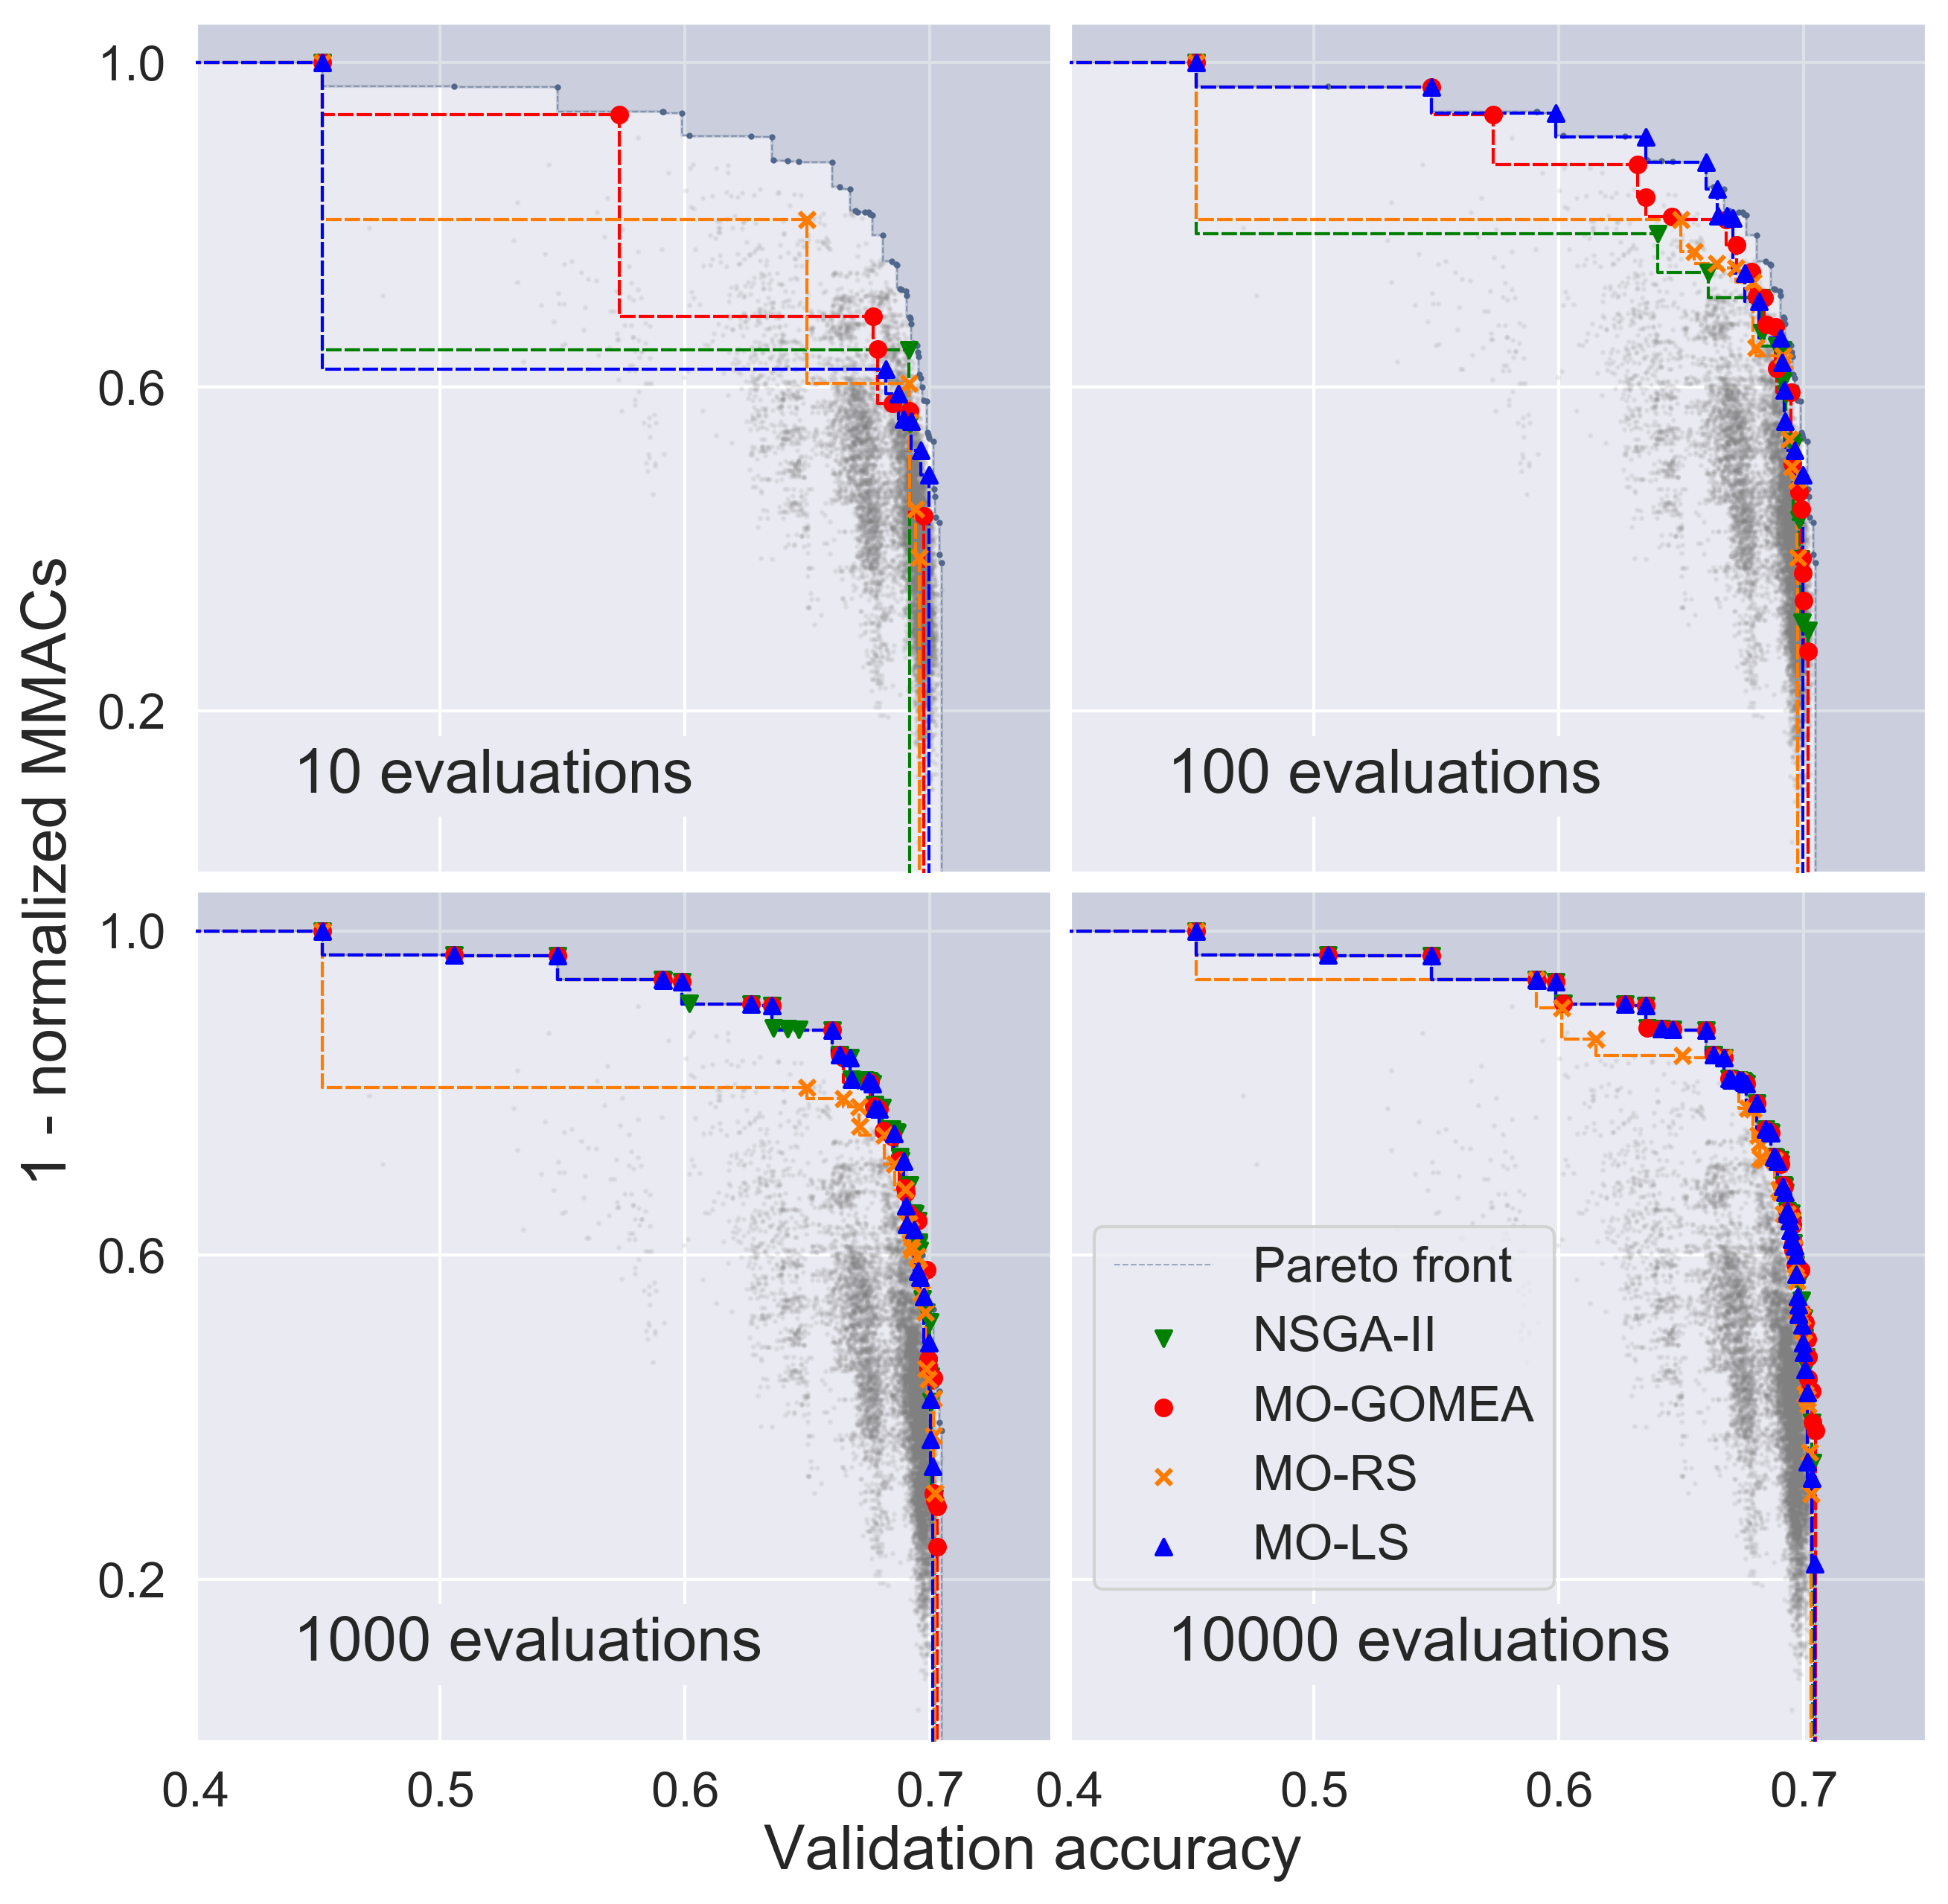 1 - normalized MMACs
1.0
0.6
0.2
10 evaluations
100 evaluations
1.0
0.6
0.2
1000 evaluations
10000 evaluations
Pareto front
NSGA-II
MO-GOMEA
MO-RS
MO-LS
0.4 0.5 0.6 0.7 0.4 0.5 0.6 0.7
Validation accuracy